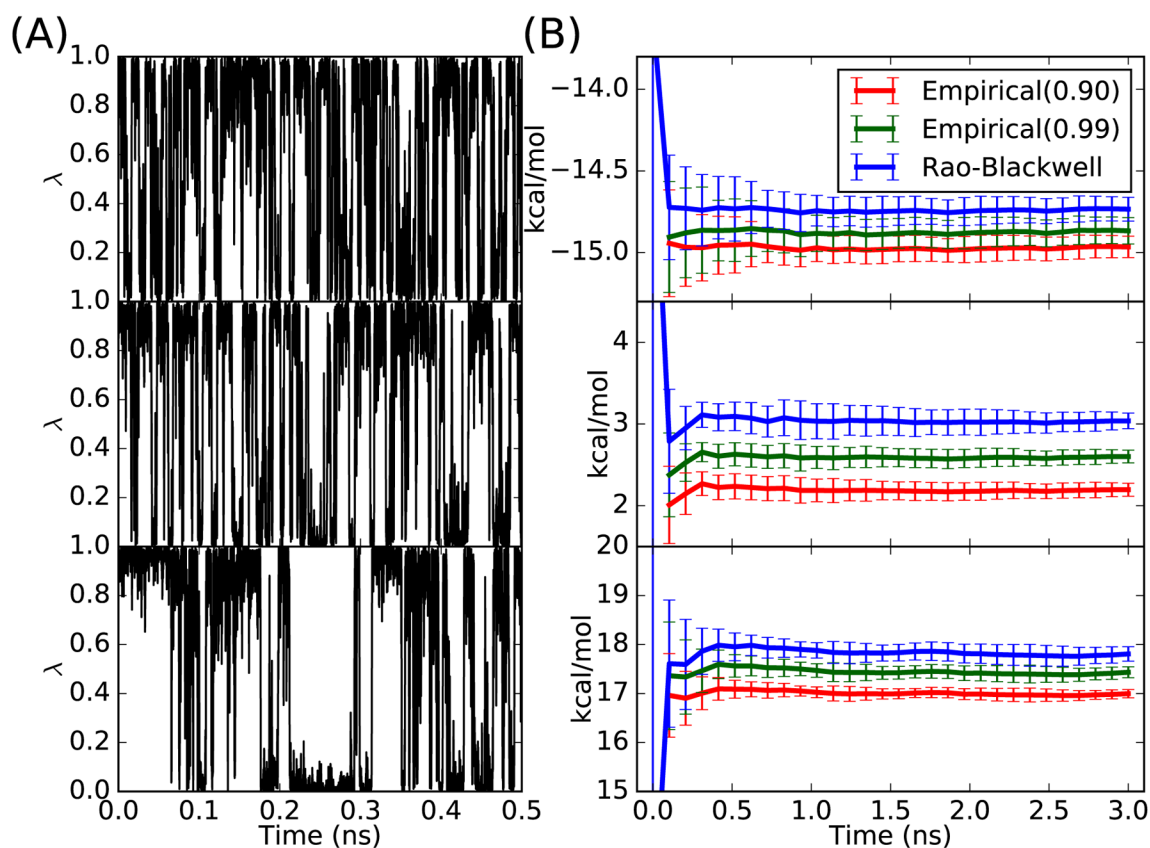 (A)
(B)
1.0
0.8
0.6
0.4
0.2
1.0
λ
0.8
0.6
0.4
0.2
1.0
λ
0.8
0.6
0.4
0.2
0.0
λ
0.0 0.1 0.2 0.3 0.4 0.5
Time (ns)
−14.0
−14.5
−15.0
kcal/mol
Empirical(0.90)
Empirical(0.99)
Rao-Blackwell
4
3
2
kcal/mol
20
19
18
17
16
15
kcal/mol
0.0 0.5 1.0 1.5 2.0 2.5 3.0
Time (ns)